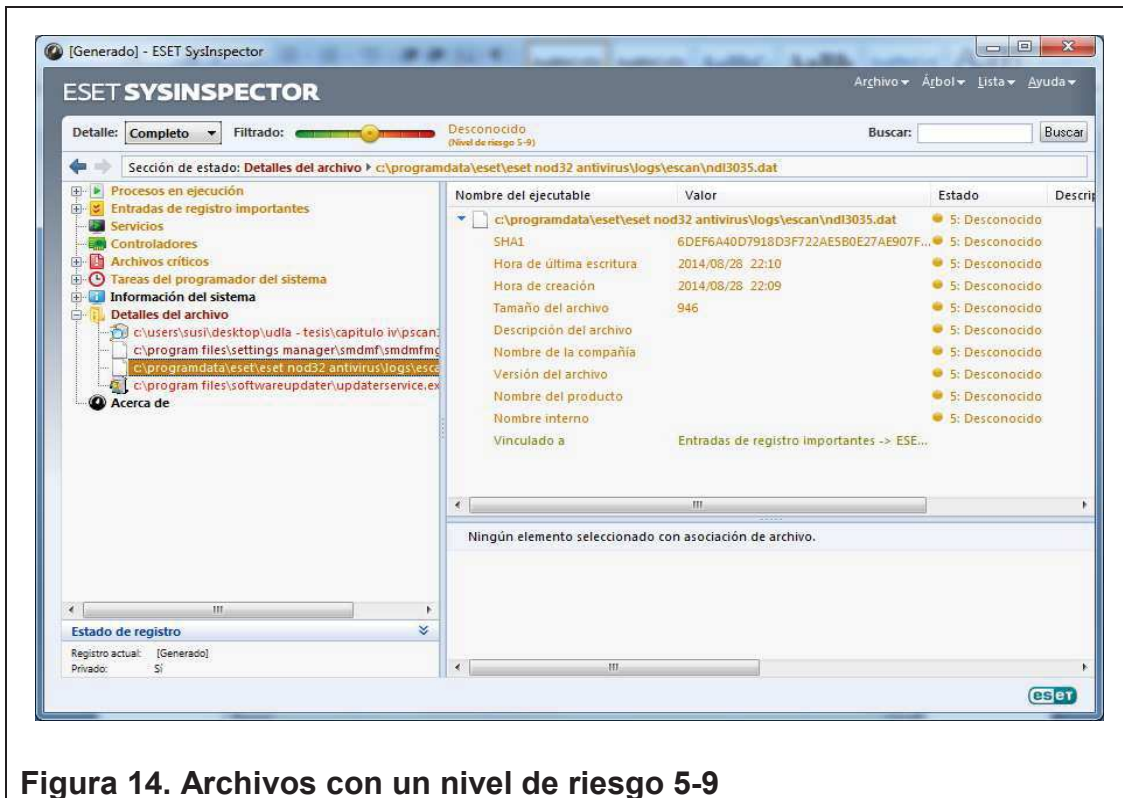 [Generado] - ESET SysInspector
ESET SYSINSPECTOR
Archivo Árbol Lista Ayuda
Detalle: Completo Filtrado: Desconocido (Nivel de riesgo 5-9) Buscar: Buscar
Sección de estado: Detalles del archivo c:\programdata\eset\eset nod32 antivirus\logs\escan\ndl3035.dat
Procesos en ejecución
Entradas de registro importantes
Servicios
Controladores
Archivos críticos
Tareas del programador del sistema
Información del sistema
Detalles del archivo
c:\users\susi\desktop\udla - tesis\capitulo iv\pscan
c:\program files\settings manager\smdmf\smdmfmg
c:\programdata\eset\eset nod32 antivirus\logs\esca
c:\program files\softwareupdater\updaterservice.ex
Acerca de
Nombre del ejecutable Valor Estado Descrip
c:\programdata\eset\eset nod32 antivirus\logs\escan\ndl3035.dat 5: Desconocido
SHA1 6DEF6A40D7918D3F722AE5B0E27AE907F... 5: Desconocido
Hora de última escritura 2014/08/28 22:10 5: Desconocido
Hora de creación 2014/08/28 22:09 5: Desconocido
Tamaño del archivo 946 5: Desconocido
Descripción del archivo 5: Desconocido
Nombre de la compañía 5: Desconocido
Versión del archivo 5: Desconocido
Nombre del producto 5: Desconocido
Nombre interno 5: Desconocido
Vinculado a Entradas de registro importantes -> ESE...
Ningún elemento seleccionado con asociación de archivo.
Estado de registro
Registro actual: [Generado]
Privado: Sí
eseT
Figura 14. Archivos con un nivel de riesgo 5-9